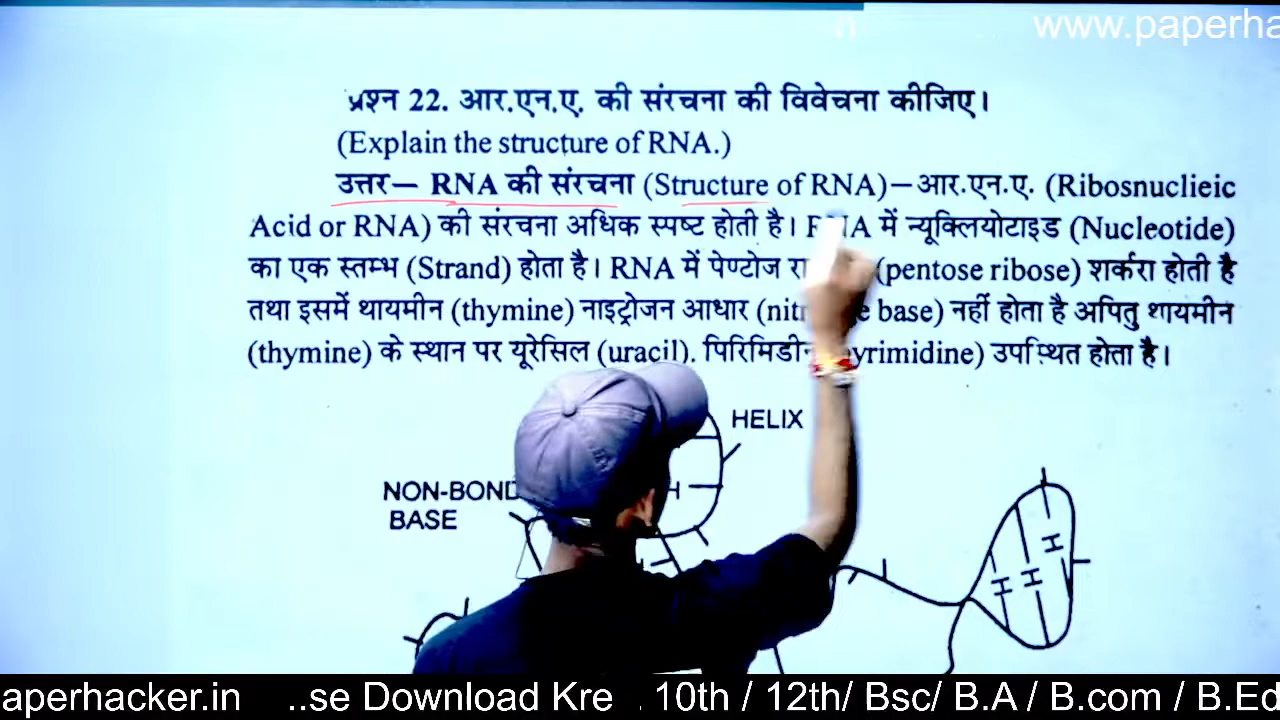 www.paperha
प्रश्न 22. आर.एन.ए. की संरचना की विवेचना कीजिए।
(Explain the structure of RNA.)
उत्तर— RNA की संरचना (Structure of RNA)—आर.एन.ए. (Ribosnuclieic
Acid or RNA) की संरचना अधिक स्पष्ट होती है। में न्यूक्लियोटाइड (Nucleotide)
का एक स्तम्भ (Strand) होता है। RNA में पेण्टोज (pentose ribose) शर्करा होती है
तथा इसमें थायमीन (thymine) नाइट्रोजन आधार base) नहीं होता है अपितु थायमीन
(thymine) के स्थान पर यूरेसिल (uracil). उपस्थित होता है।
HELIX
NON-BOND
BASE
H
H H
aperhacker.in ..se Download Kre . 10th / 12th/ Bsc/ B.A / B.com / B.Ed